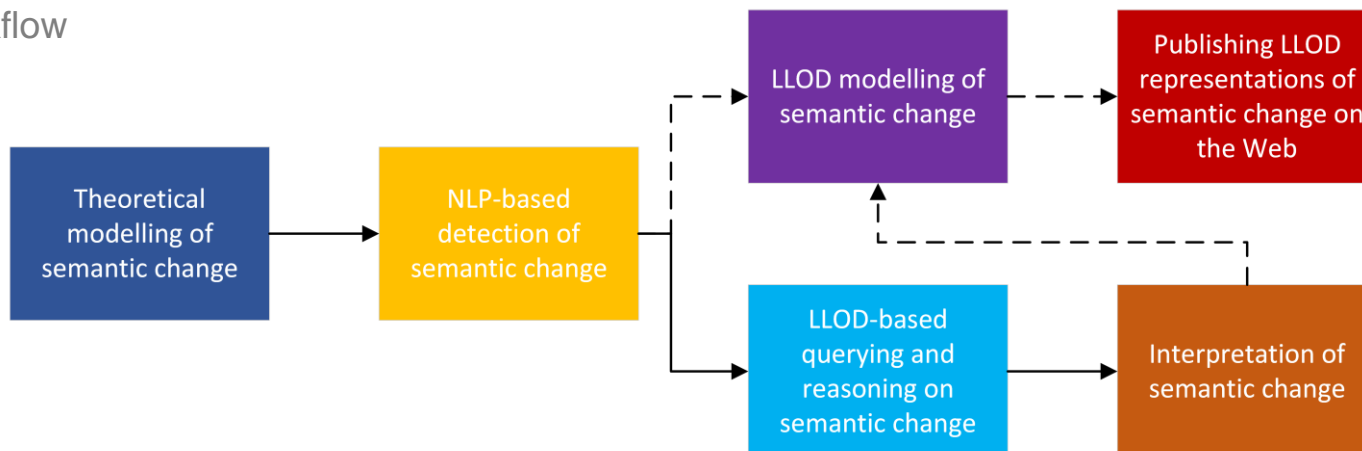 Theoretical
modelling of
semantic change
NLP-based
detection of
semantic change
LLOD modelling of
semantic change
Publishing LLOD
representations of
semantic change on
the Web
LLOD-based
querying and
reasoning on
semantic change
Interpretation of
semantic change